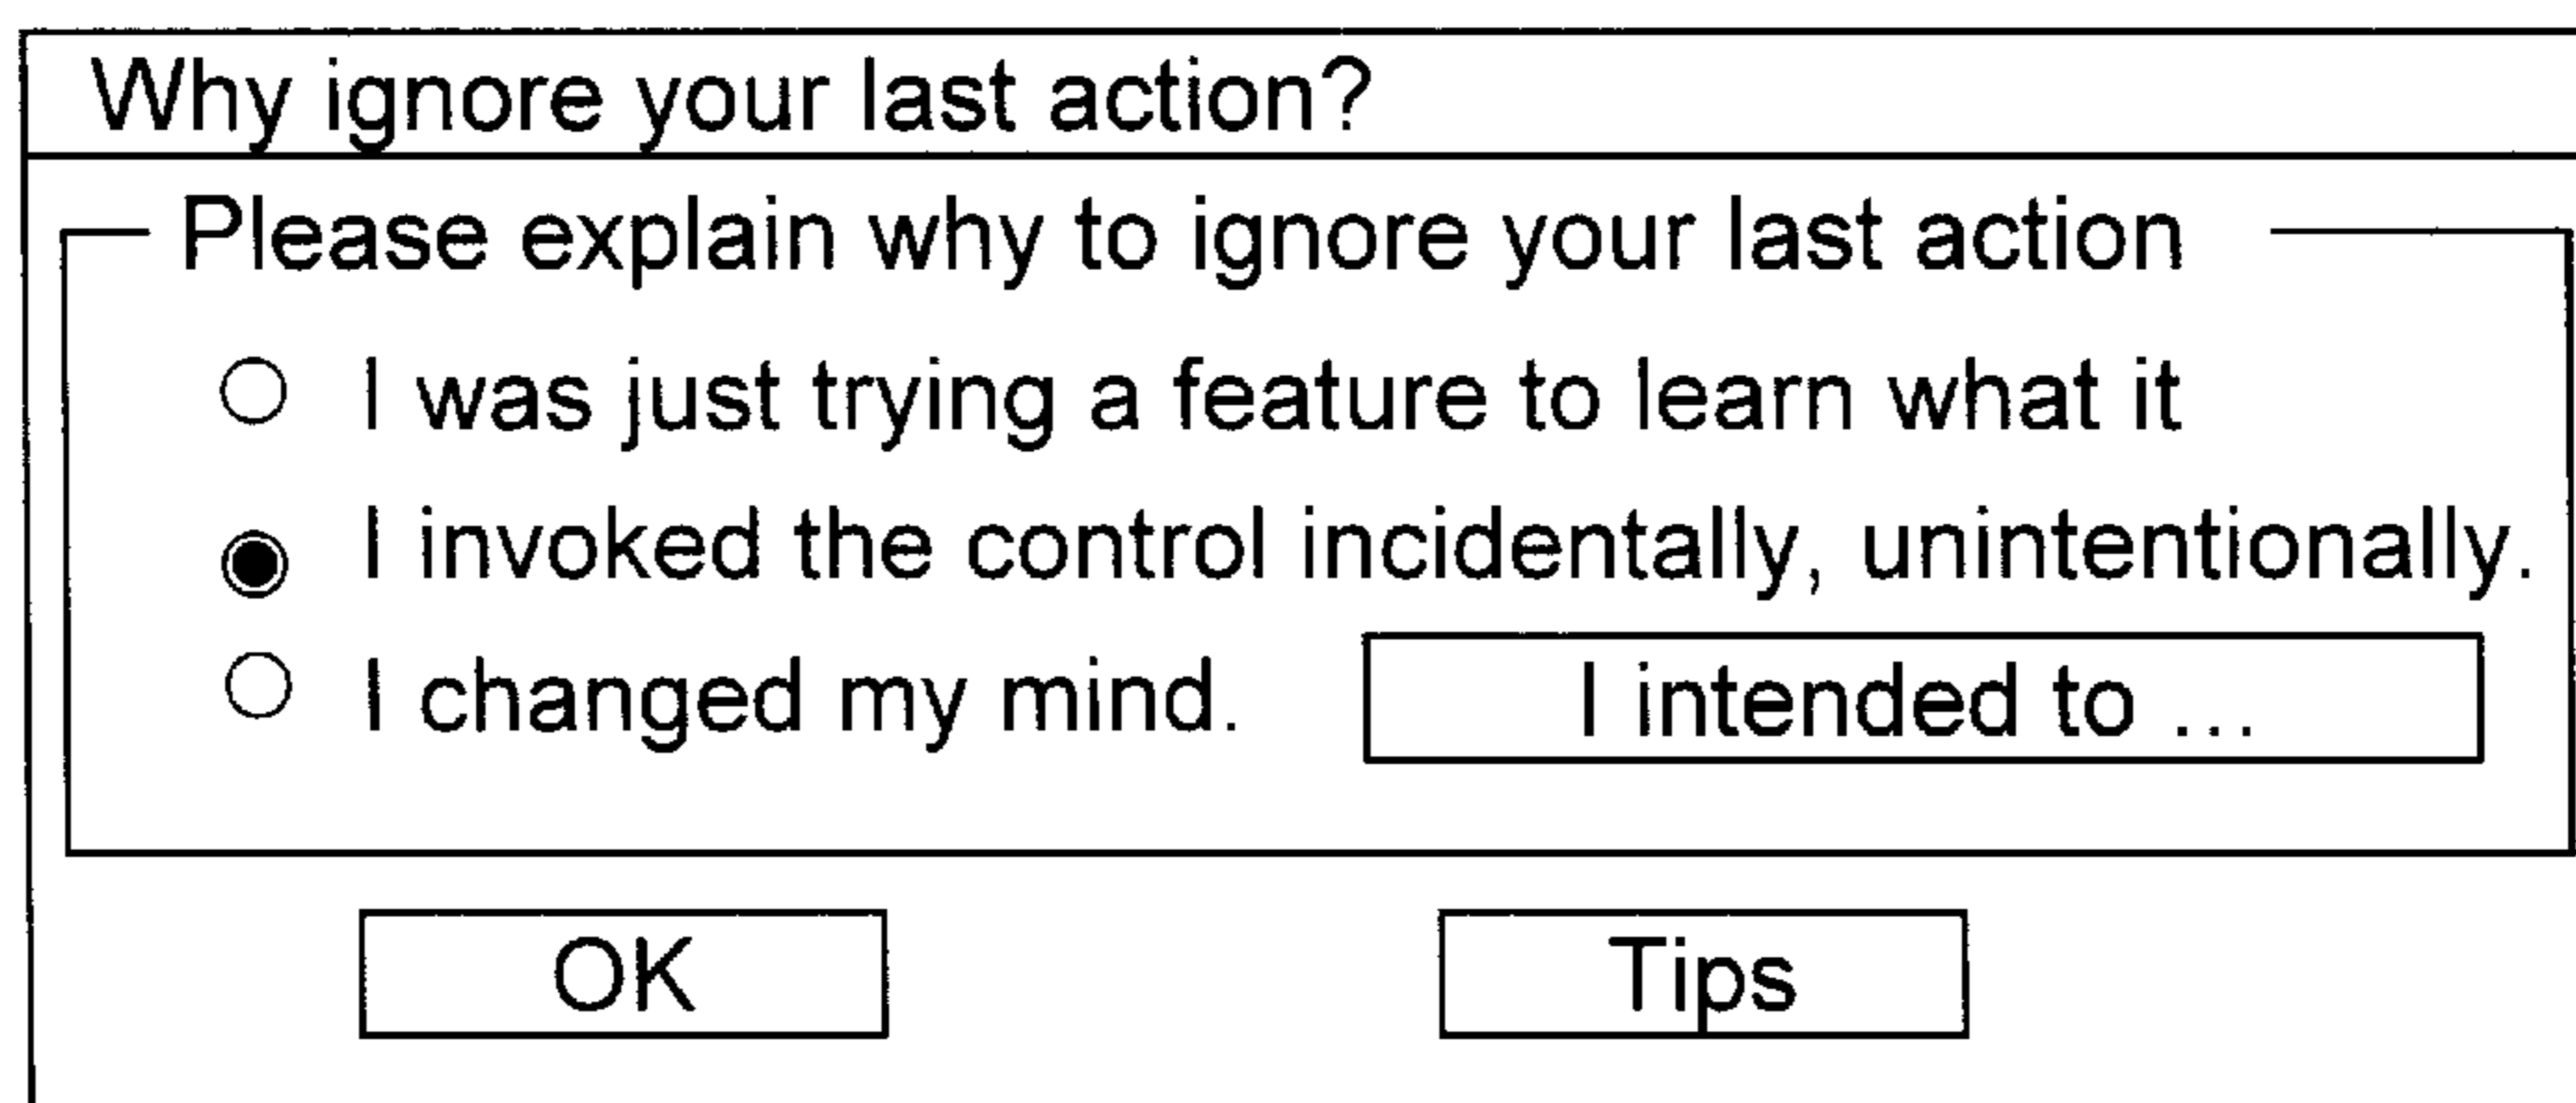 Why ignore your last action?
Please explain why to ignore your last action
I was just trying a feature to learn what it
I invoked the control incidentally, unintentionally.
I changed my mind.
I intended to ...
OK
Tips